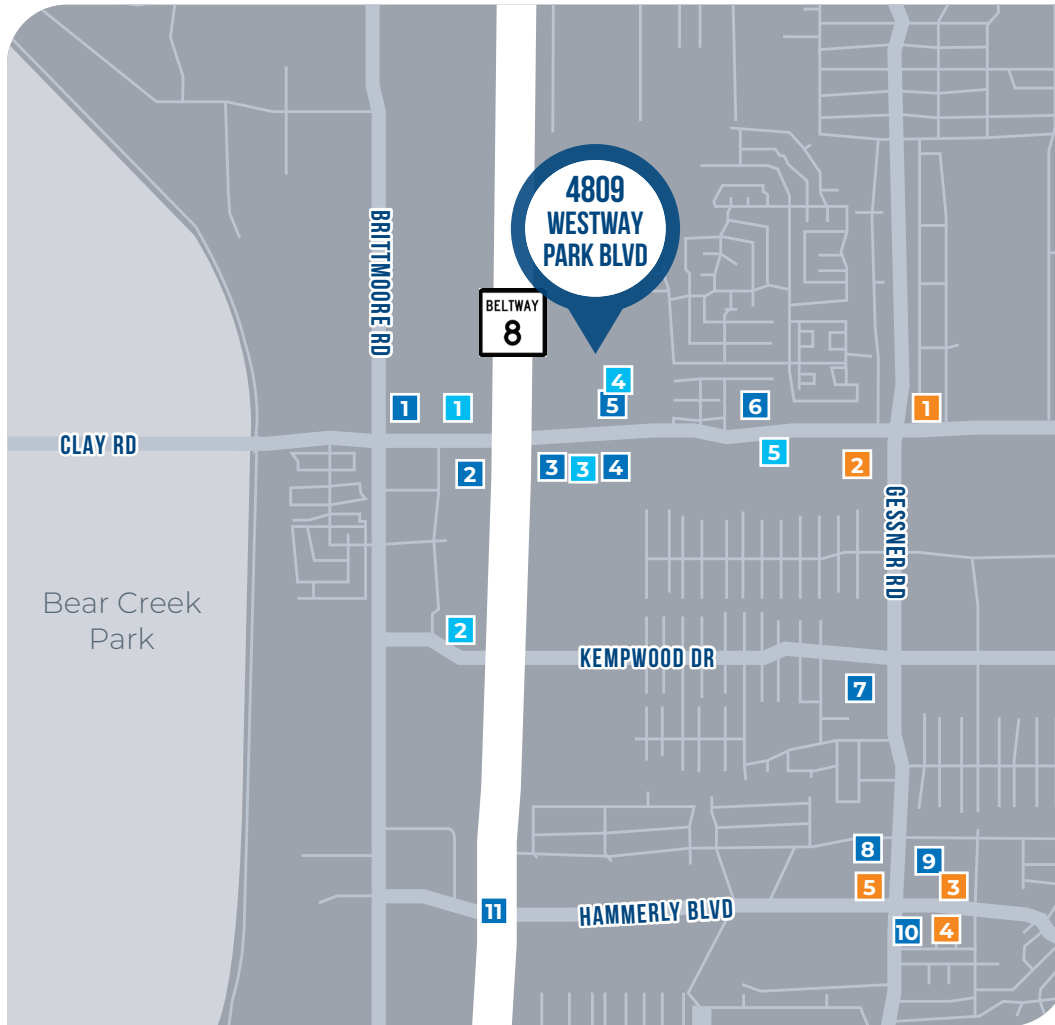 4809
WESTWAY
PARK BLVD
BRITTMOORE RD
BELTWAY
8
4
1
1
5
6
1
CLAY RD
2
3
3
4
5
2
GESSNER RD
Bear Creek
Park
2
KEMPWOOD DR
7
8
9
5
3
11
HAMMERLY BLVD
10
4